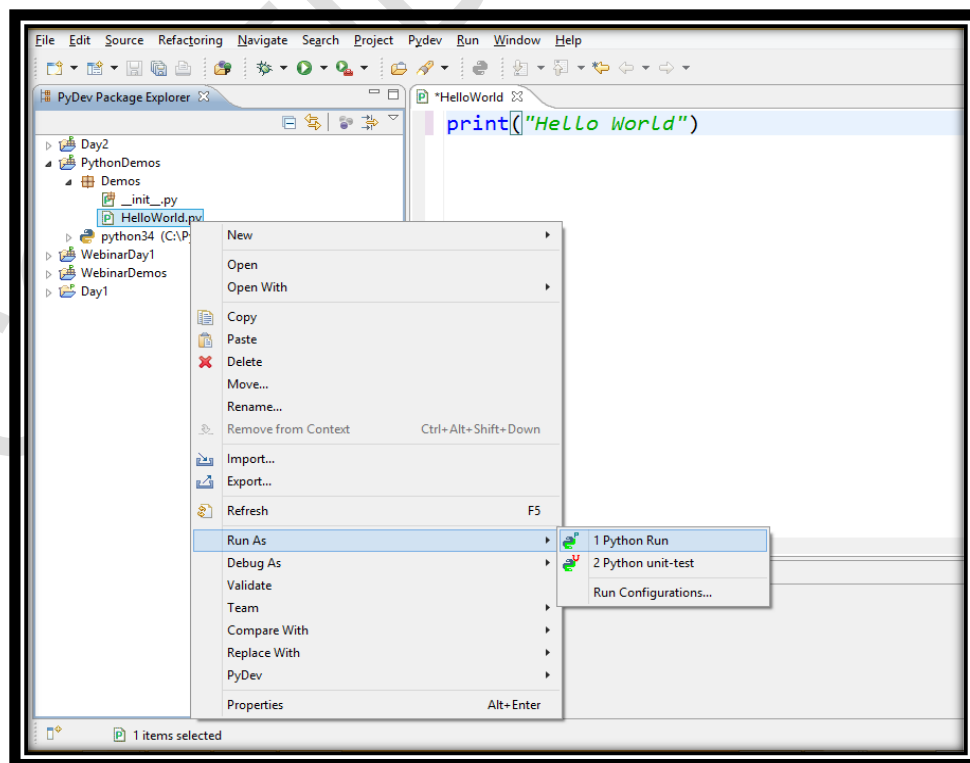 File Edit Source Refactoring Navigate Search Project Pydev Run Window Help
PyDev Package Explorer
*HelloWorld
print("Hello World")
Day2
PythonDemos
Demos
__init__.py
HelloWorld.py
python34 (C:\P
WebinarDay1
WebinarDemos
Day1
New
Open
Open With
Copy
Paste
Delete
Move...
Rename...
Remove from Context Ctrl+Alt+Shift+Down
Import...
Export...
Refresh F5
Run As
Debug As
Validate
Team
Compare With
Replace With
PyDev
Properties Alt+Enter
1 Python Run
2 Python unit-test
Run Configurations...
1 items selected